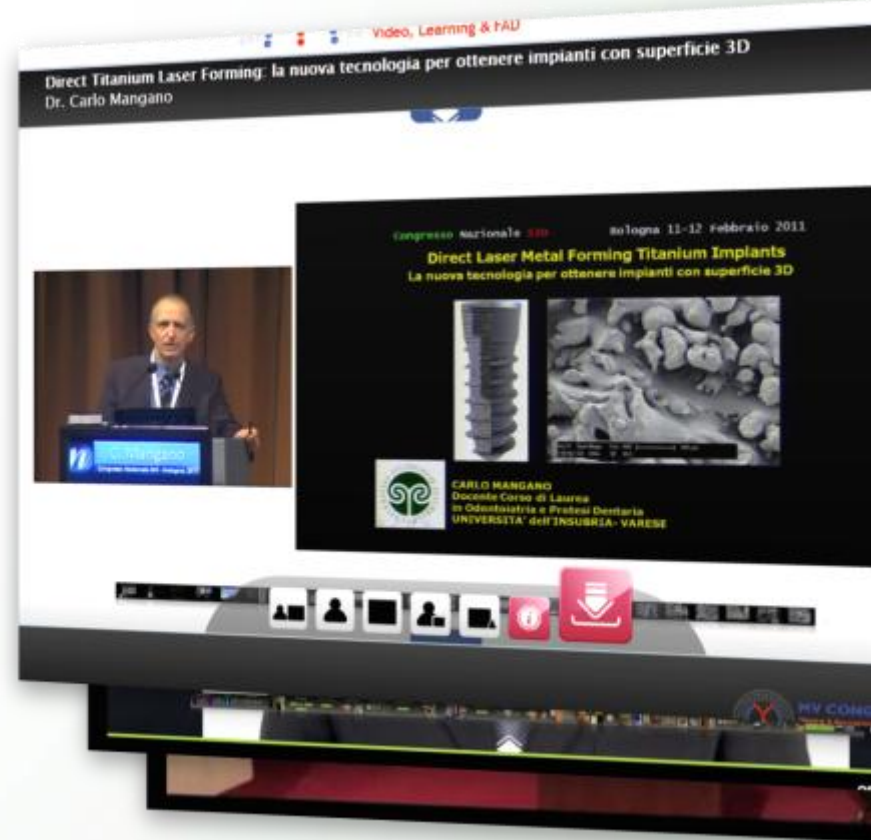 Video, Learning & FAD
Direct Titanium Laser Forming: la nuova tecnologia per ottenere impianti con superficie 3D
Dr. Carlo Mangano
Congresso Nazionale
Bologna 11-12 Febbraio 2011
Direct Laser Metal Forming Titanium Implants
La nuova tecnologia per ottenere impianti con superficie 3D
C. Mangano
CARLO MANGANO
Docente Corso di Laurea
in Odontoiatria e Protesi Dentaria
UNIVERSITA' dell'INSUBRIA- VARESE
MV CONG